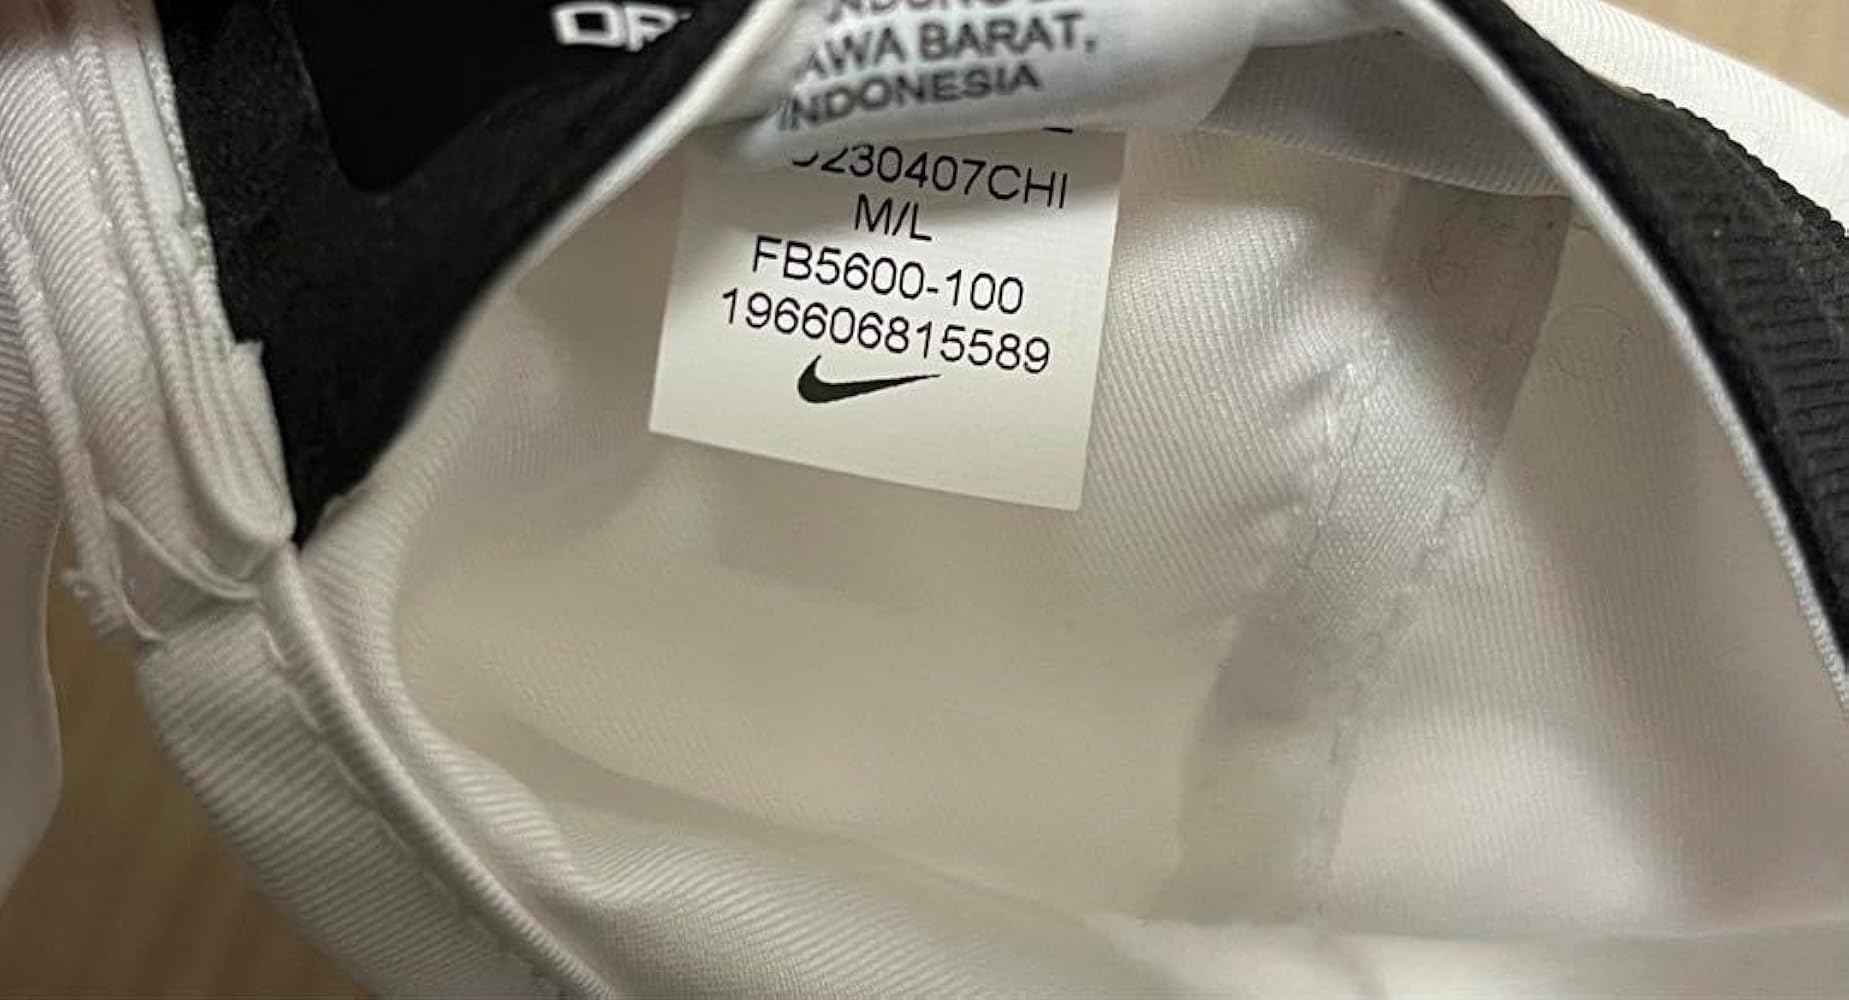 AWA BARAT,
INDONESIA
230407CHI
M/L
FB5600-100
196606815589